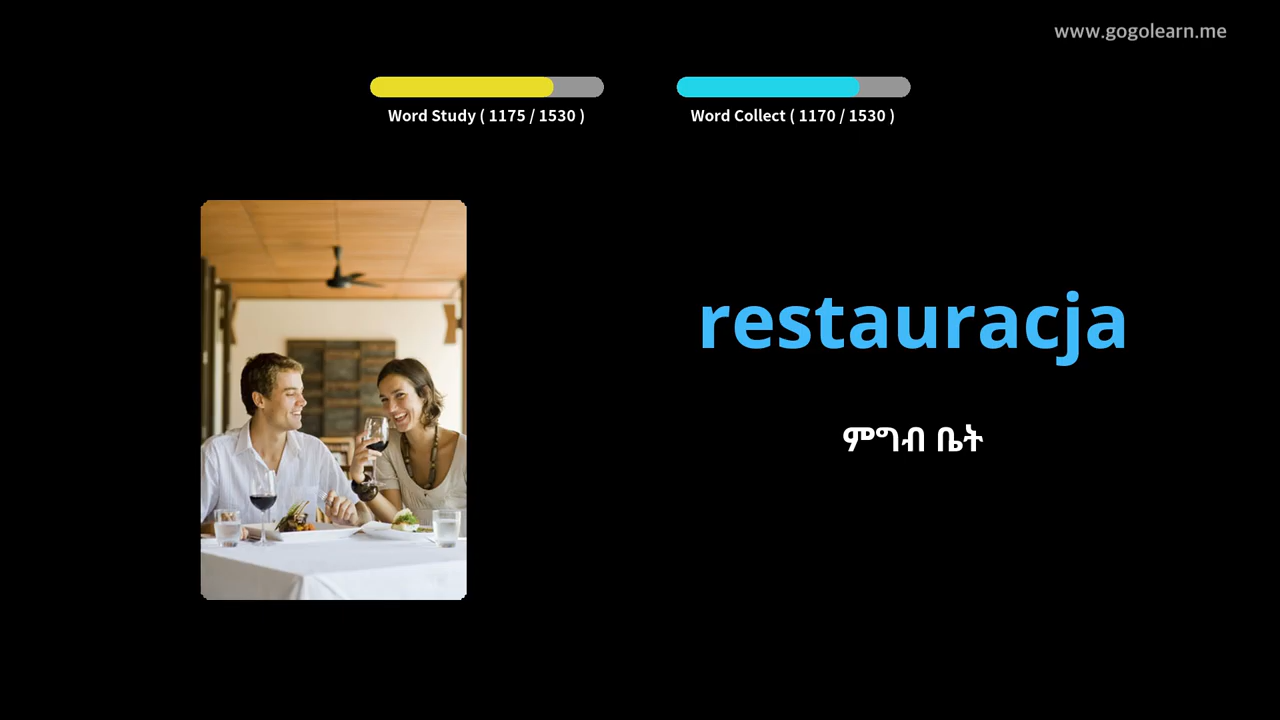 www.gogolearn.me
Word Study ( 1175 / 1530 )
Word Collect ( 1170 / 1530 )
restauracja
ምግብ ቤት